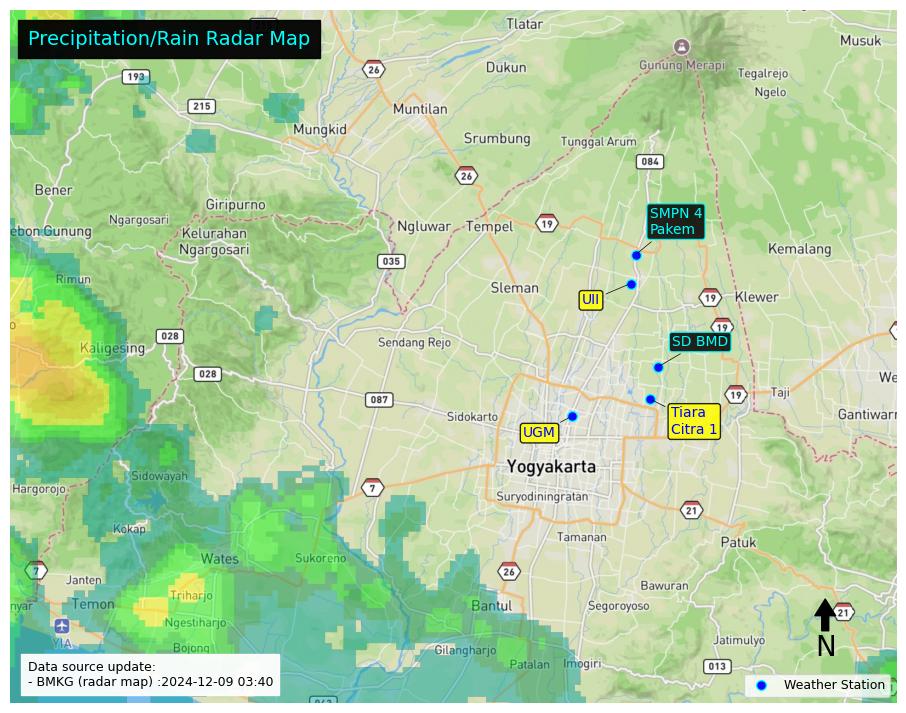 Precipitation/Rain Radar Map
Tlatar
Musuk
26
Dukun
Gunung Merapi
Tegalrejo
193
Ngelo
215
Muntilan
Mungkid
Srumbung
Tunggal Arum
084
26
Bener
Giripurno
SMPN 4
Pakem
Ngargosari
Kelurahan
Ngargosari
Ngluwar
Tempel
19
ebon Gunung
Kemalang
035
Rimun
Sleman
UII
19
Klewer
19
028
Kaligesing
Sendang Rejo
SD BMD
028
We
087
19
Taji
Sidokarto
Tiara
Citra 1
Gantiwarn
UGM
Yogyakarta
Sidowayah
Hargorojo
7
Suryodiningratan
21
Kokap
Tamanan
Patuk
Wates
Sukoreno
7
Janten
26
Bawuran
nyar
Temon
Triharjo
Bantul
Segoroyoso
21
Ngestiharjo
YIA
Bojong
Gilangharjo
Jatimulyo
N
Patalan
Imogiri
013
Data source update:
- BMKG (radar map) :2024-12-09 03:40
Weather Station